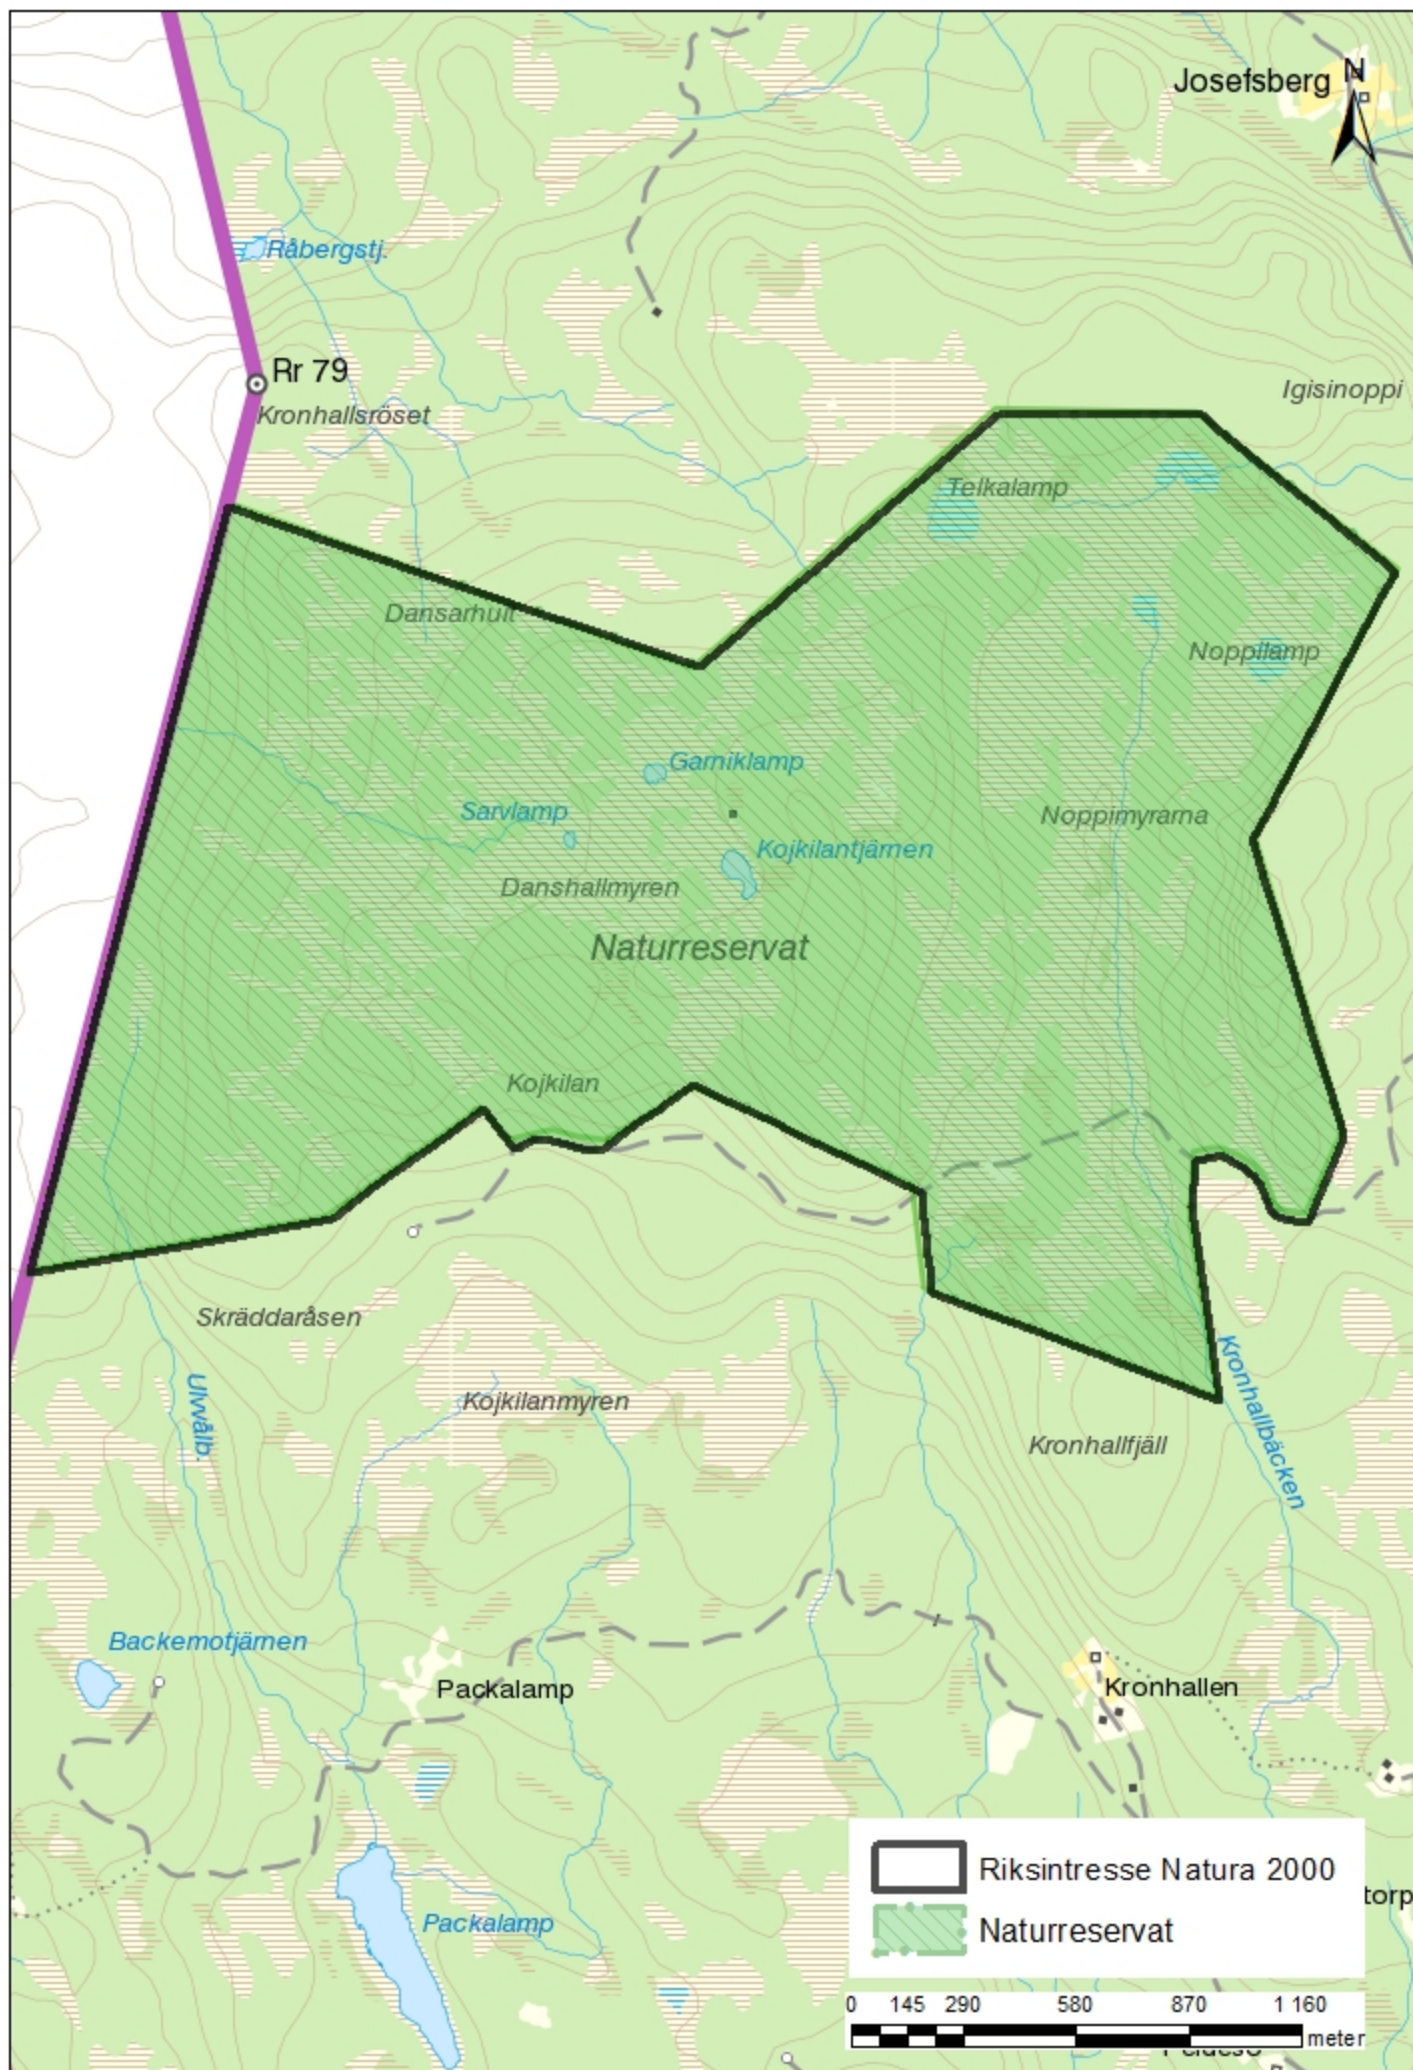 N
Josefsberg
Råbergstj.
Rr 79
Kronhallsröset
Igisinoppi
Telkalamp
Dansarhult
Noppilamp
Garniklamp
Sarvlamp
Noppimyrarna
Kojkilantjärnen
Danshallmyren
Naturreservat
Kojkilan
Skräddaråsen
Ulvvålb.
Kojkilanmyren
Kronhallbäcken
Kronhallfjäll
Backemotjärnen
Packalamp
Kronhallen
Riksintresse Natura 2000
torp
Packalamp
Naturreservat
0 145 290 580 870 1 160
meter